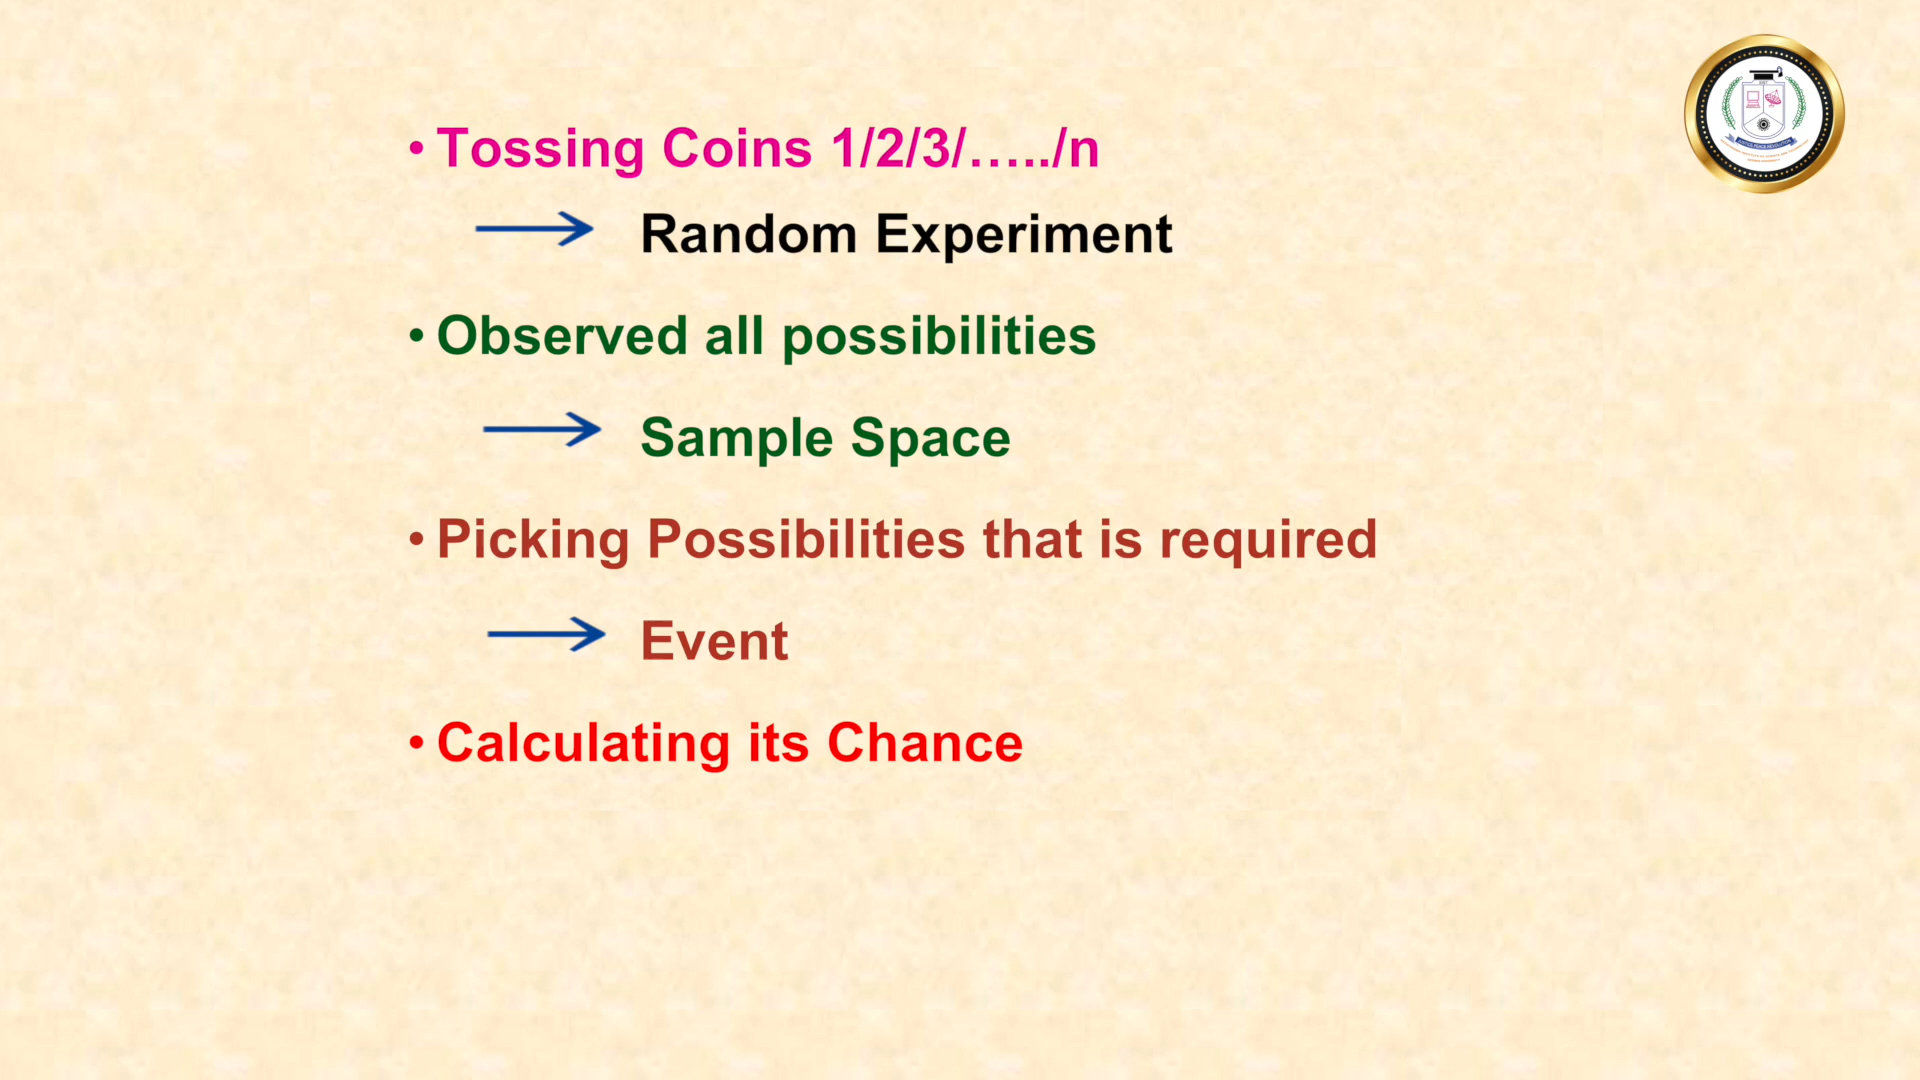 • Tossing Coins 1/2/3/...../n
Random Experiment
• Observed all possibilities
Sample Space
• Picking Possibilities that is required
Event
• Calculating its Chance